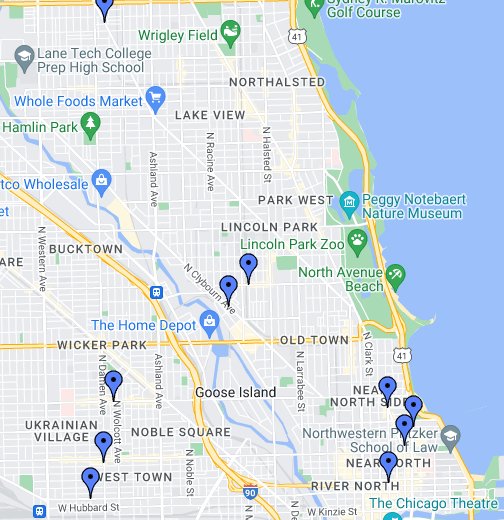 Sydney R. Marovitz
Golf Course
Wrigley Field
41
Lane Tech College
Prep High School
NORTHALSTED
Whole Foods Market
LAKE VIEW
Hamlin Park
N Racine Ave
N Halsted St
Ashland Ave
tco Wholesale
PARK WEST
Peggy Notebaert
Nature Museum
et
LINCOLN PARK
N Western Ave
BUCKTOWN
Lincoln Park Zoo
ARE
N Clybourn Ave
North Avenue
Beach
The Home Depot
WICKER PARK
OLD TOWN
N Clark St
41
Ashland Ave
N Damen Ave
N Larrabee St
Goose Island
NEAR
NORTH SIDE
N Wolcott Ave
UKRAINIAN
VILLAGE
NOBLE SQUARE
Northwestern Pritzker
School of Law
N Noble St
NEAR NORTH
WEST TOWN
90
RIVER NORTH
W Hubbard St
W Kinzie St
The Chicago Theatre